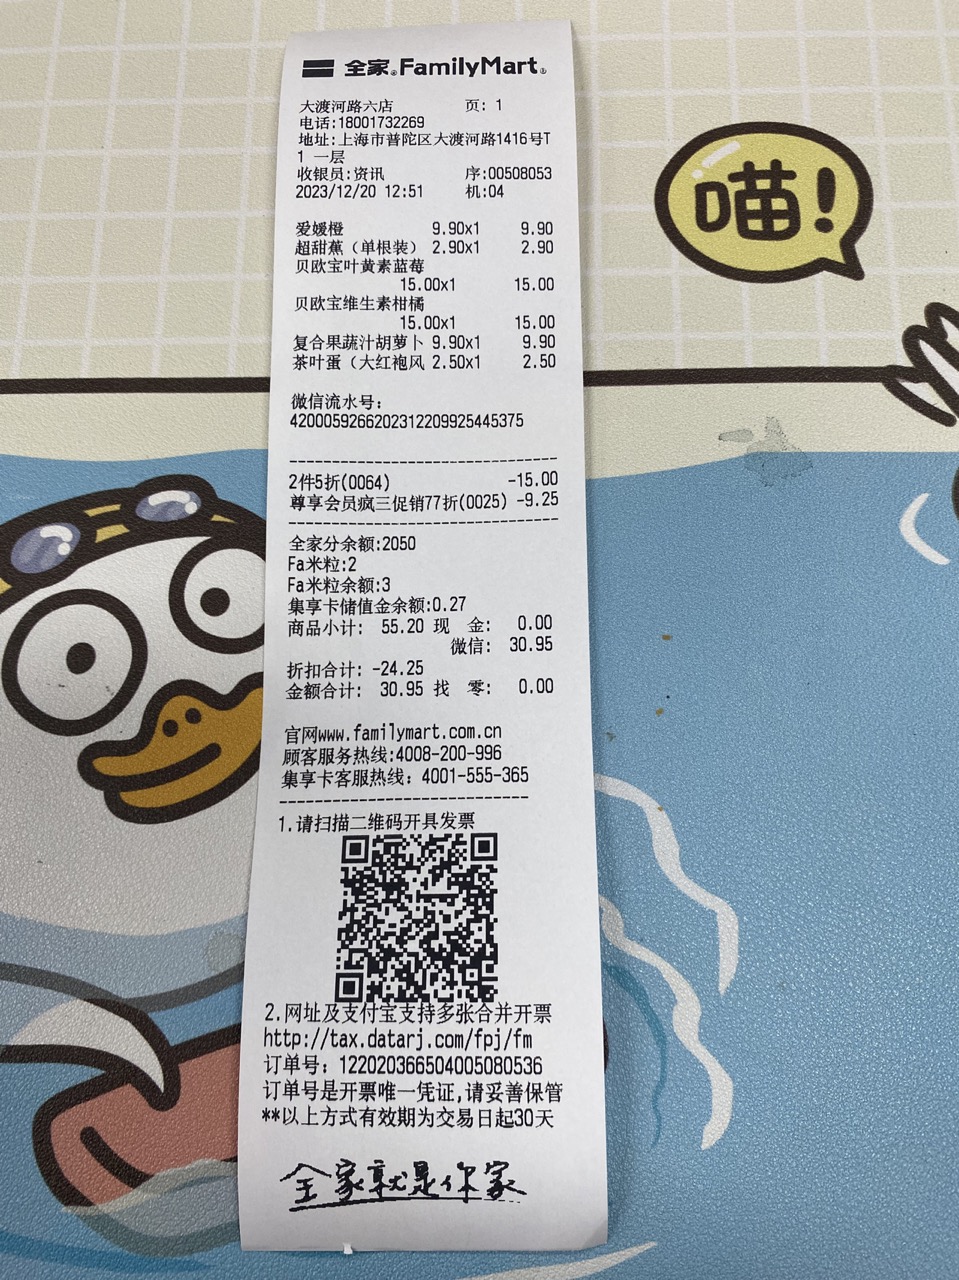 全家®FamilyMart®
大渡河路六店 页: 1
电话:18001732269
地址:上海市普陀区大渡河路1416号T
1 一层
收银员:资讯 序:00508053
2023/12/20 12:51 机:04
爱媛橙 9.90x1 9.90
超甜蕉（单根装） 2.90x1 2.90
贝欧宝叶黄素蓝莓
15.00x1 15.00
贝欧宝维生素柑橘
15.00x1 15.00
复合果蔬汁胡萝卜 9.90x1 9.90
茶叶蛋（大红袍风 2.50x1 2.50
微信流水号:
4200059266202312209925445375
2件5折(0064) -15.00
尊享会员疯三促销77折(0025) -9.25
全家分余额:2050
Fa米粒:2
Fa米粒余额:3
集享卡储值金余额:0.27
商品小计: 55.20 现 金: 0.00
微信: 30.95
折扣合计: -24.25
金额合计: 30.95 找 零: 0.00
官网www.familymart.com.cn
顾客服务热线:4008-200-996
集享卡客服热线: 4001-555-365
1.请扫描二维码开具发票
2.网址及支付宝支持多张合并开票
http://tax.datarj.com/fpj/fm
订单号: 122020366504005080536
订单号是开票唯一凭证,请妥善保管
**以上方式有效期为交易日起30天
全家就是你家
喵!